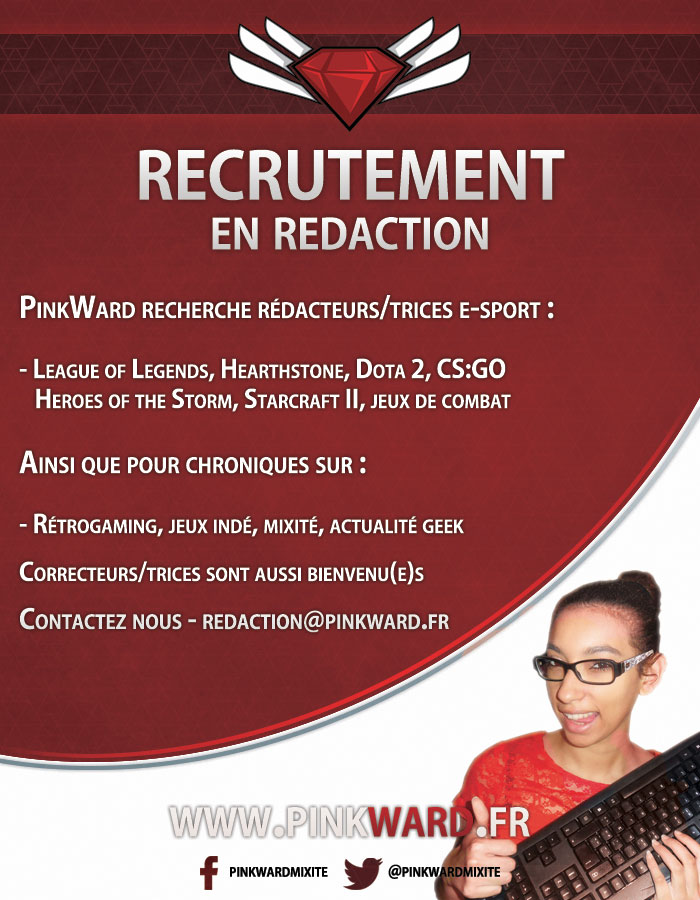 RECRUTEMENT
EN REDACTION
PINKWARD RECHERCHE RÉDACTEURS/TRICES E-SPORT :
- LEAGUE OF LEGENDS, HEARTHSTONE, DOTA 2, CS:GO
HEROES OF THE STORM, STARCRAFT II, JEUX DE COMBAT
AINSI QUE POUR CHRONIQUES SUR :
- RÉTROGAMING, JEUX INDÉ, MIXITÉ, ACTUALITÉ GEEK
CORRECTEURS/TRICES SONT AUSSI BIENVENU(E)S
CONTACTEZ NOUS - REDACTION@PINKWARD.FR
WWW.PINKWARD.FR
PINKWARDMIXITE @PINKWARDMIXITE